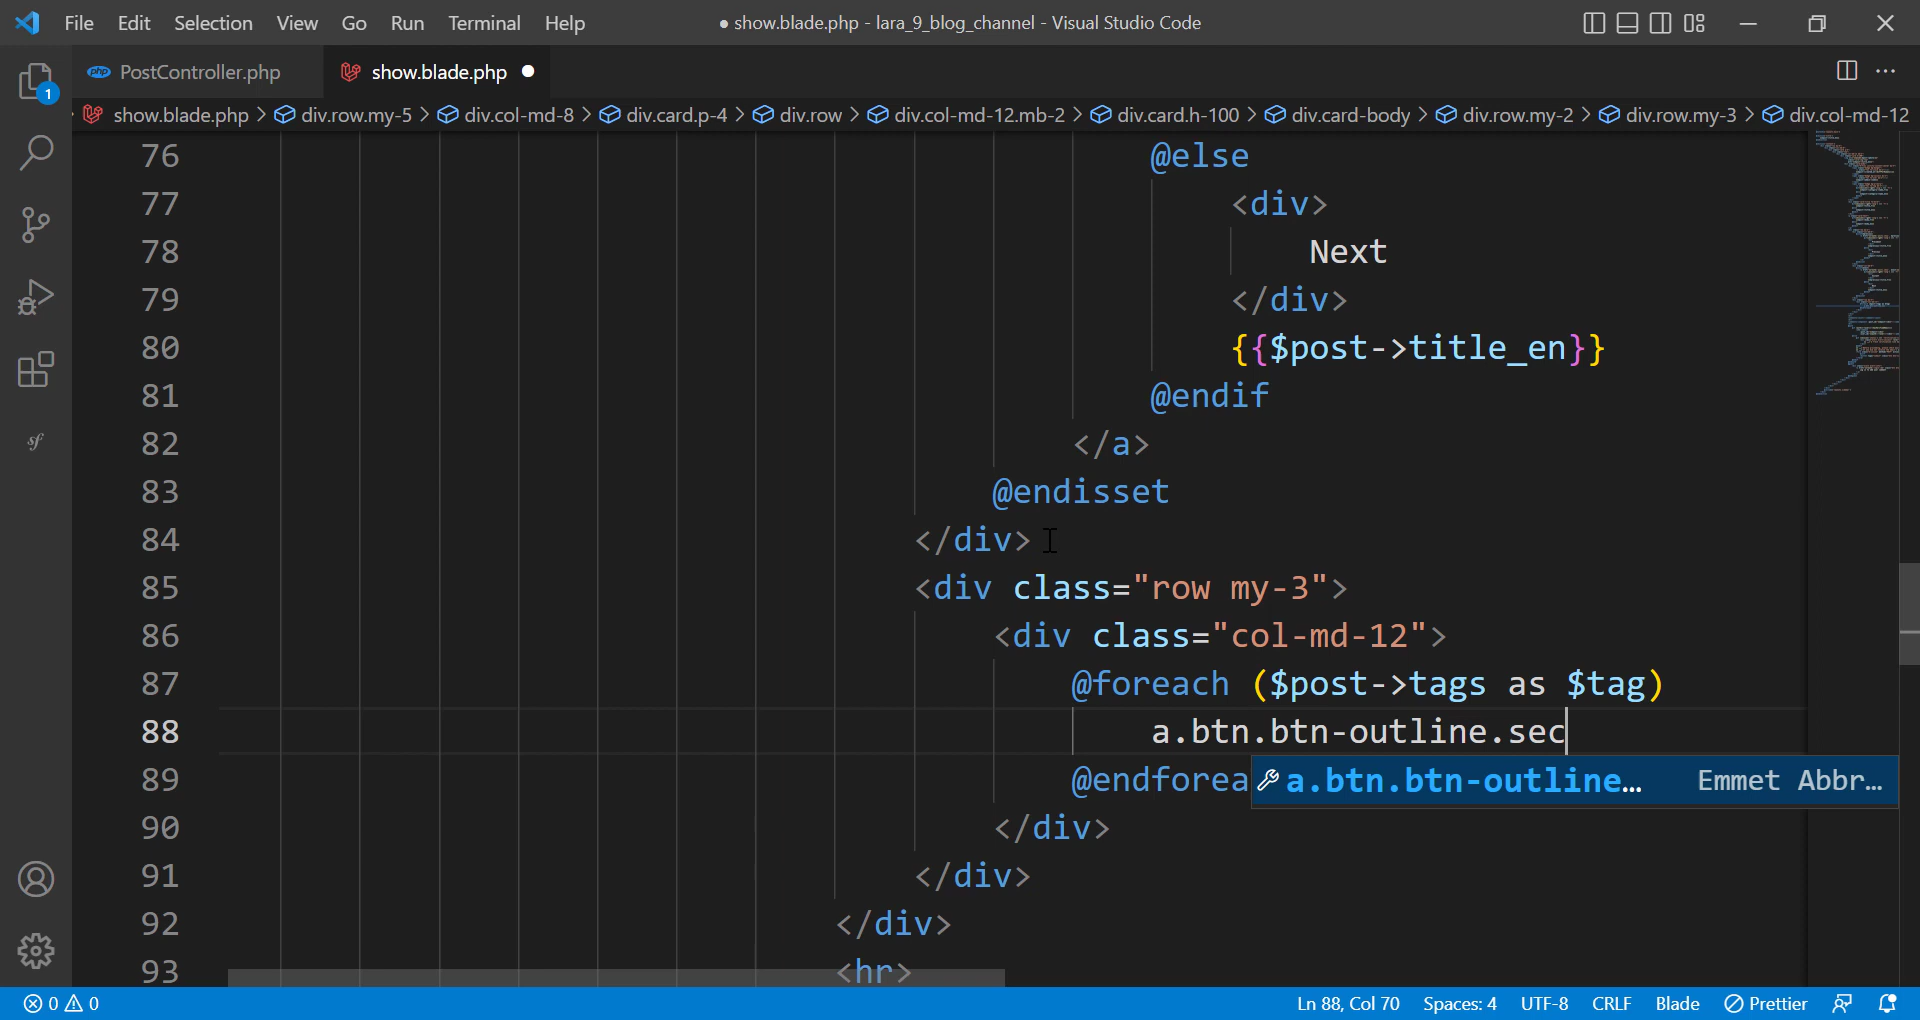 File Edit Selection View Go Run Terminal Help ● show.blade.php - lara_9_blog_channel - Visual Studio Code
php PostController.php show.blade.php ●
show.blade.php > div.row.my-5 > div.col-md-8 > div.card.p-4 > div.row > div.col-md-12.mb-2 > div.card.h-100 > div.card-body > div.row.my-2 > div.row.my-3 > div.col-md-12
1
76 @else
77 <div>
78 Next
79 </div>
80 {{$post->title_en}}
81 @endif
82 </a>
83 @endisset
84 </div>
85 <div class="row my-3">
86 <div class="col-md-12">
87 @foreach ($post->tags as $tag)
88 a.btn.btn-outline.sec
89 @endforea a.btn.btn-outline… Emmet Abbr…
90 </div>
91 </div>
92 </div>
93 <hr>
0 0 Ln 88, Col 70 Spaces: 4 UTF-8 CRLF Blade Prettier